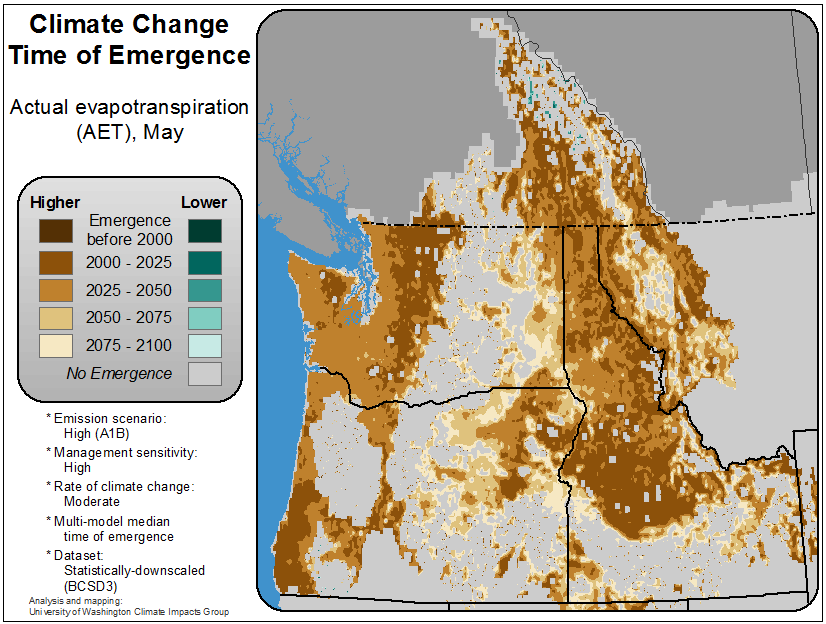 Climate Change
Time of Emergence
Actual evapotranspiration
(AET), May
Higher
Lower
Emergence
before 2000
2000 - 2025
2025 - 2050
2050 - 2075
2075 - 2100
No Emergence
* Emission scenario:
High (A1B)
* Management sensitivity:
High
* Rate of climate change:
Moderate
* Multi-model median
time of emergence
* Dataset:
Statistically-downscaled
(BCSD3)
Analysis and mapping:
University of Washington Climate Impacts Group